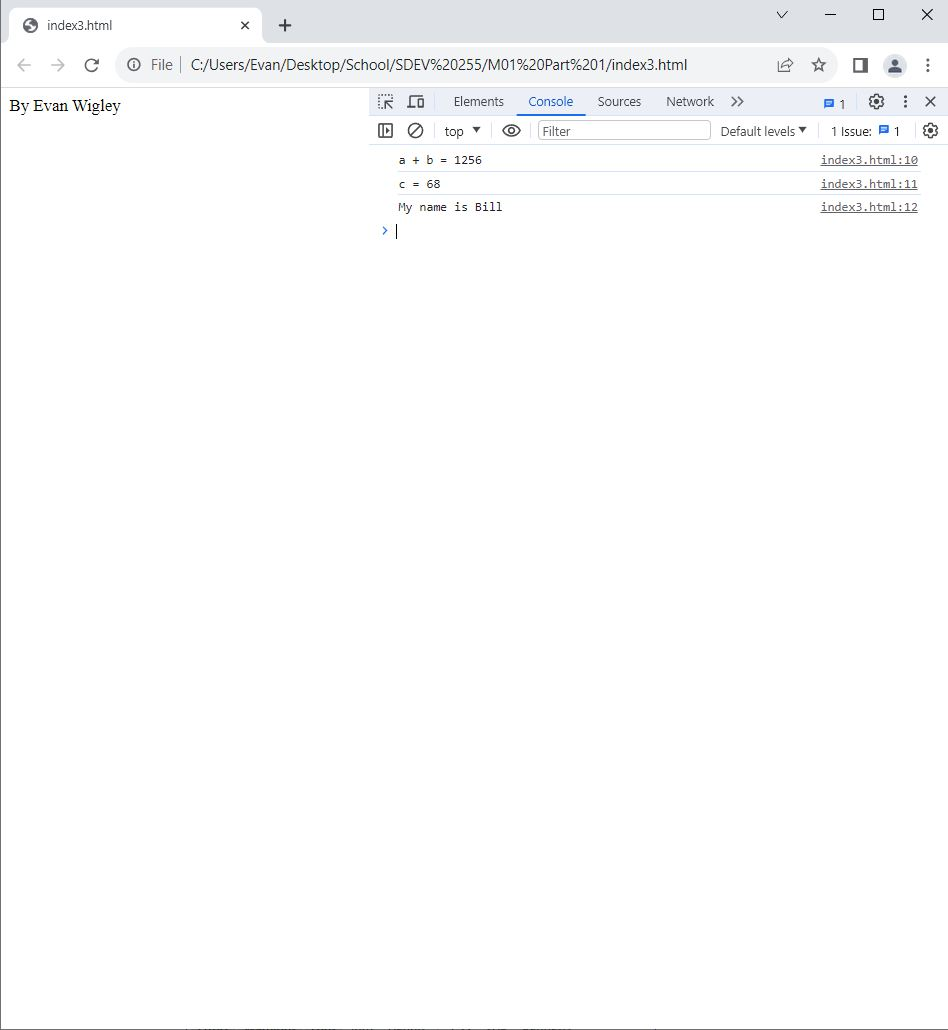 index3.html
File C:/Users/Evan/Desktop/School/SDEV%20255/M01%20Part%201/index3.html
By Evan Wigley
Elements Console Sources Network 1
top Filter Default levels 1 Issue: 1
a + b = 1256 index3.html:10
c = 68 index3.html:11
My name is Bill index3.html:12